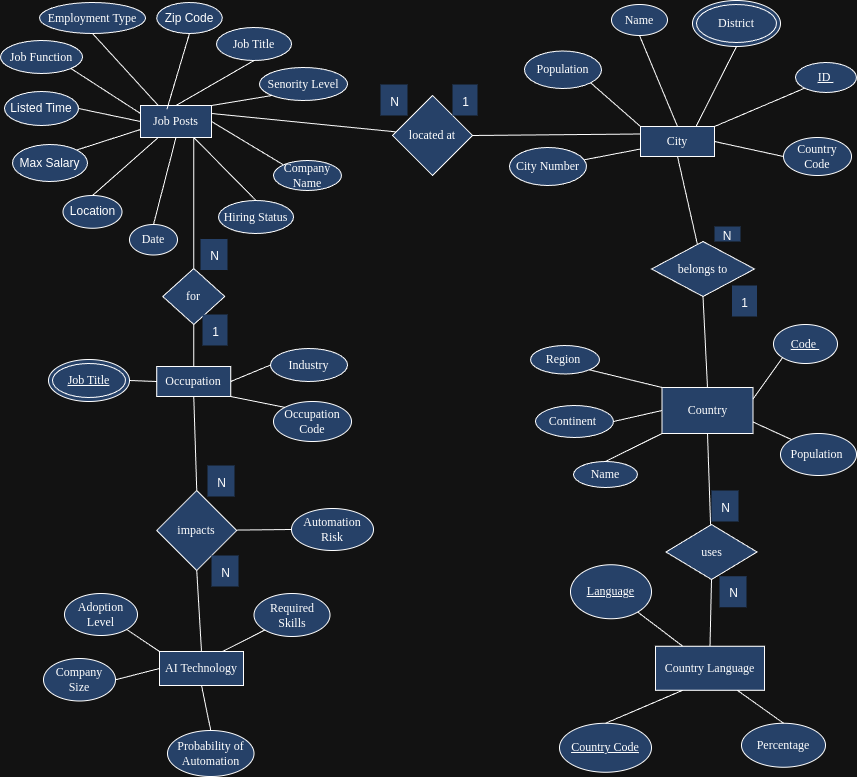 Employment Type
Zip Code
Job Function
Job Title
Senority Level
Listed Time
Job Posts
Max Salary
Company
Name
Location
Hiring Status
Date
N
1
located at
Name
District
Population
ID
City
City Number
Country
Code
N
for
1
N
belongs to
1
Job Title
Occupation
Industry
Occupation
Code
Region
Code
Continent
Country
Name
Population
N
impacts
Automation
Risk
N
N
uses
N
Adoption
Level
Required
Skills
AI Technology
Company
Size
Probability of
Automation
Language
Country Language
Country Code
Percentage